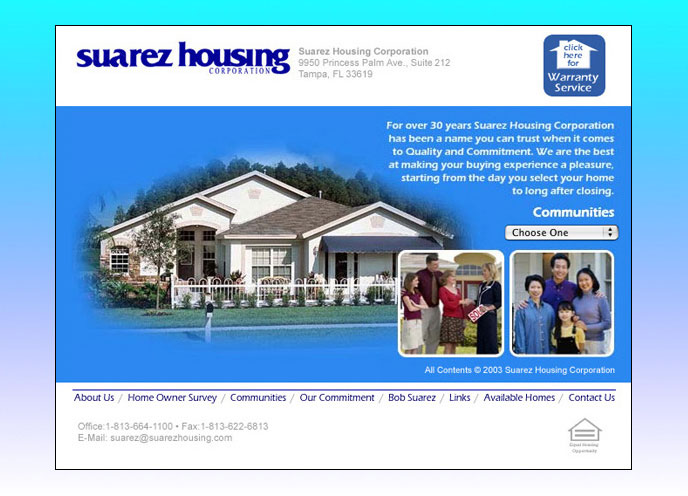 suarez housing
CORPORATION
Suarez Housing Corporation
9950 Princess Palm Ave., Suite 212
Tampa, FL 33619
click
here
for
Warranty
Service
For over 30 years Suarez Housing Corporation
has been a name you can trust when it comes
to Quality and Commitment. We are the best
at making your buying experience a pleasure,
starting from the day you select your home
to long after closing.
Communities
Choose One
SOLD
All Contents © 2003 Suarez Housing Corporation
About Us / Home Owner Survey / Communities / Our Commitment / Bob Suarez / Links / Available Homes / Contact Us
Office:1-813-664-1100 • Fax:1-813-622-6813
E-Mail: suarez@suarezhousing.com
Equal Housing
Opportunity